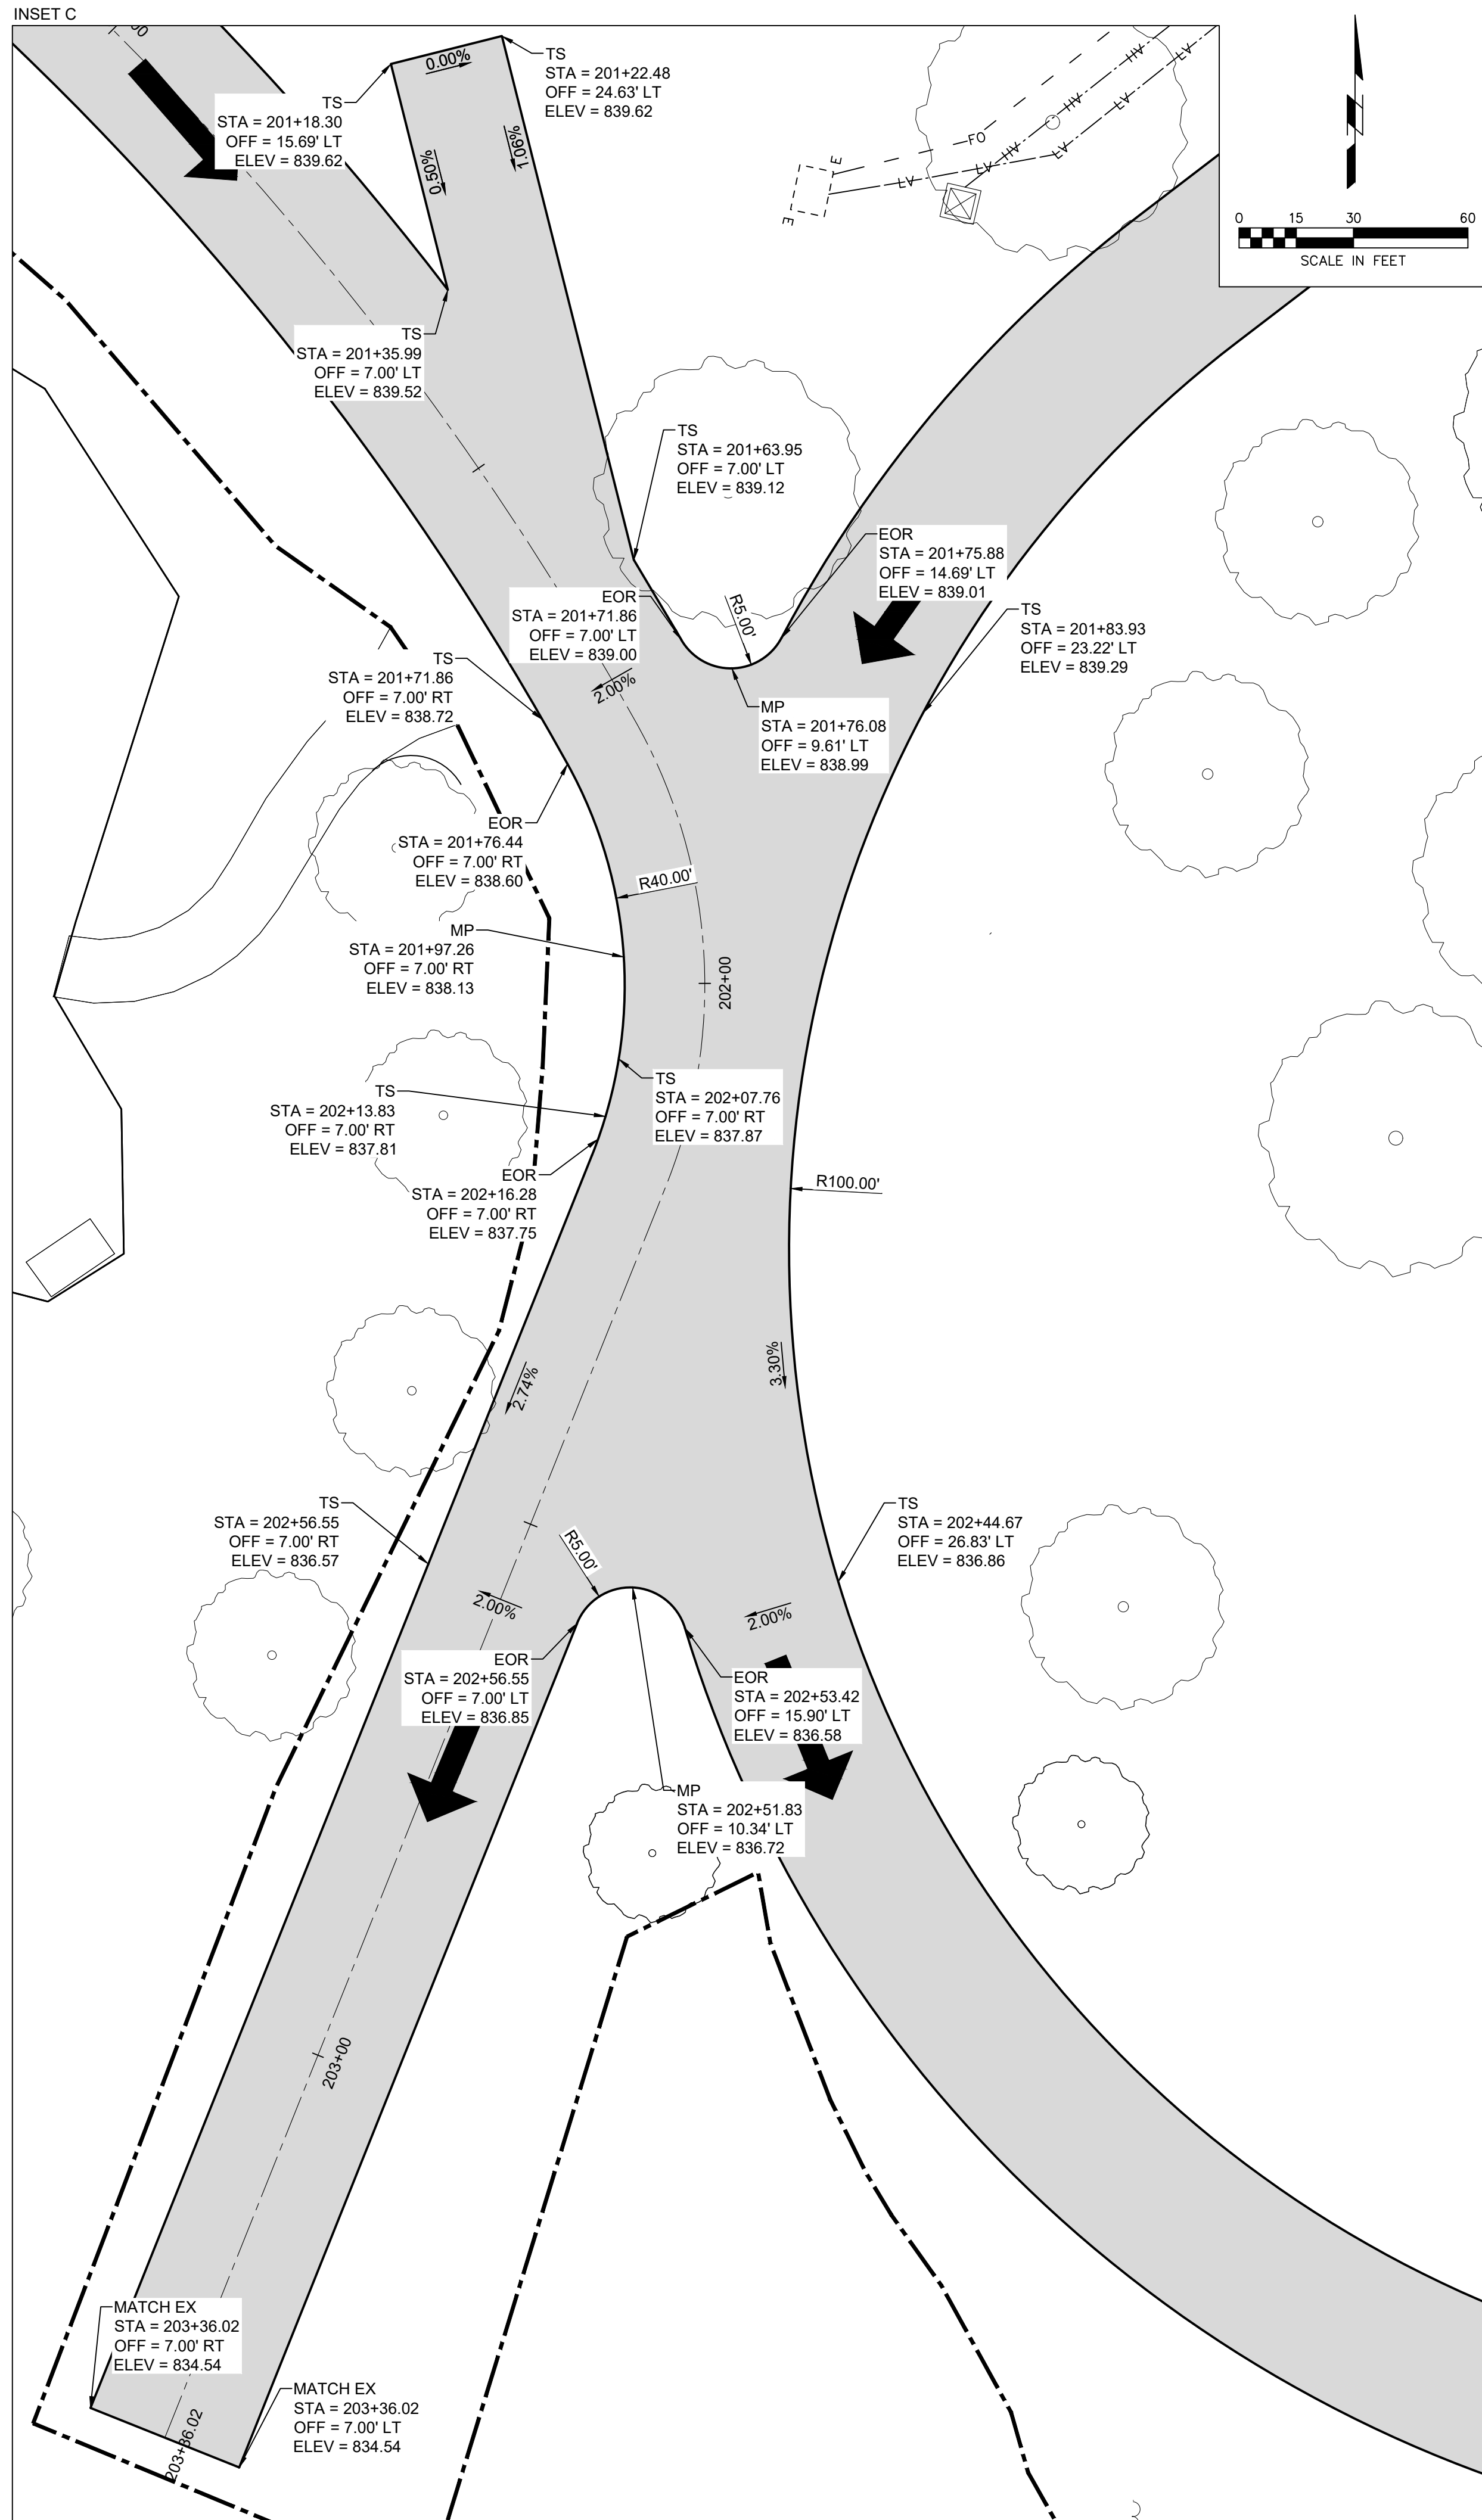 INSET C
00
0.00%
TS
STA = 201+22.48
OFF = 24.63' LT
ELEV = 839.62
TS
STA = 201+18.30
OFF = 15.69' LT
ELEV = 839.62
0.50%
1.06%
HV
LV
HV
LV
FO
HV
LV
LV
LV
E
E
0 15 30 60
SCALE IN FEET
TS
STA = 201+35.99
OFF = 7.00' LT
ELEV = 839.52
TS
STA = 201+63.95
OFF = 7.00' LT
ELEV = 839.12
EOR
STA = 201+75.88
OFF = 14.69' LT
ELEV = 839.01
EOR
STA = 201+71.86
OFF = 7.00' LT
ELEV = 839.00
R5.00'
TS
STA = 201+83.93
OFF = 23.22' LT
ELEV = 839.29
TS
STA = 201+71.86
OFF = 7.00' RT
ELEV = 838.72
2.00%
MP
STA = 201+76.08
OFF = 9.61' LT
ELEV = 838.99
EOR
STA = 201+76.44
OFF = 7.00' RT
ELEV = 838.60
R40.00'
MP
STA = 201+97.26
OFF = 7.00' RT
ELEV = 838.13
202+00
TS
STA = 202+07.76
OFF = 7.00' RT
ELEV = 837.87
TS
STA = 202+13.83
OFF = 7.00' RT
ELEV = 837.81
EOR
STA = 202+16.28
OFF = 7.00' RT
ELEV = 837.75
R100.00'
3.30%
2.74%
TS
STA = 202+56.55
OFF = 7.00' RT
ELEV = 836.57
R5.00'
TS
STA = 202+44.67
OFF = 26.83' LT
ELEV = 836.86
2.00%
2.00%
EOR
STA = 202+56.55
OFF = 7.00' LT
ELEV = 836.85
EOR
STA = 202+53.42
OFF = 15.90' LT
ELEV = 836.58
MP
STA = 202+51.83
OFF = 10.34' LT
ELEV = 836.72
203+00
MATCH EX
STA = 203+36.02
OFF = 7.00' RT
ELEV = 834.54
MATCH EX
STA = 203+36.02
OFF = 7.00' LT
ELEV = 834.54
203+36.02